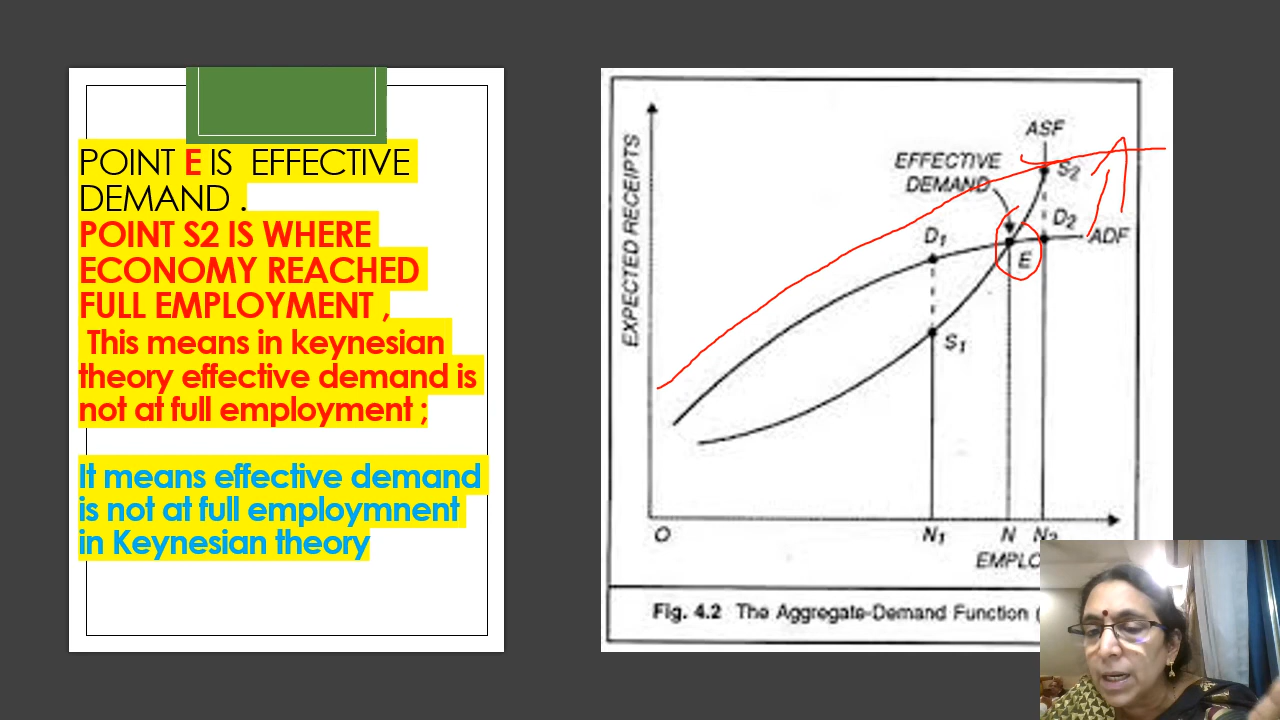 POINT E IS EFFECTIVE
DEMAND .
POINT S2 IS WHERE
ECONOMY REACHED
FULL EMPLOYMENT ,
This means in keynesian
theory effective demand is
not at full employment ;
It means effective demand
is not at full employmnent
in Keynesian theory
EXPECTED RECEIPTS
ASF
EFFECTIVE
DEMAND
S2
D1
D2
ADF
E
S1
O
N1 N N2
EMPLO
Fig. 4.2 The Aggregate-Demand Function (